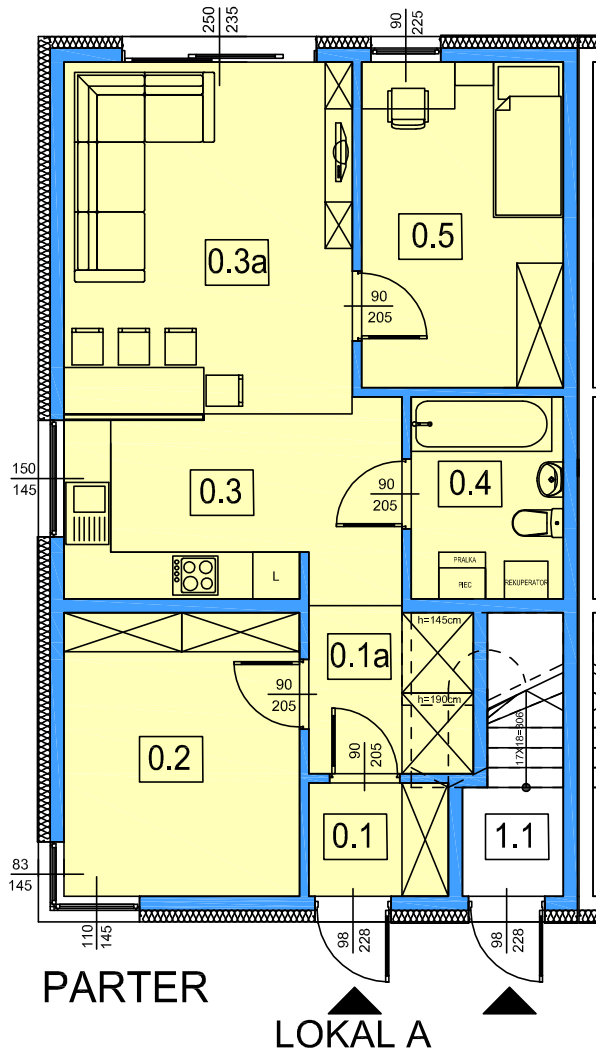 250
235
90
225
0.3a
0.5
90
205
150
145
0.3
90
205
0.4
PRALKA
PIEC
REKUPERATOR
L
h=145cm
0.1a
h=190cm
90
205
17X18=306
90
205
0.2
0.1
1.1
83
145
110
145
98
228
98
228
PARTER
LOKAL A